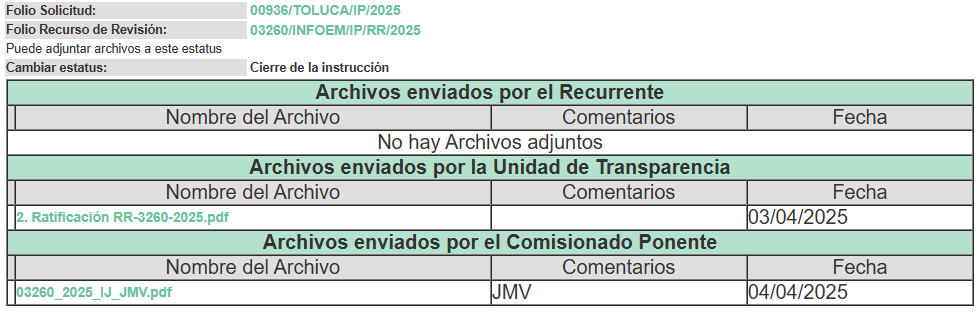 Folio Solicitud: 00936/TOLUCA/IP/2025
Folio Recurso de Revisión: 03260/INFOEM/IP/RR/2025
Puede adjuntar archivos a este estatus
Cambiar estatus: Cierre de la instrucción
Archivos enviados por el Recurrente
Nombre del Archivo Comentarios Fecha
No hay Archivos adjuntos
Archivos enviados por la Unidad de Transparencia
Nombre del Archivo Comentarios Fecha
2. Ratificación RR-3260-2025.pdf 03/04/2025
Archivos enviados por el Comisionado Ponente
Nombre del Archivo Comentarios Fecha
03260_2025_IJ_JMV.pdf JMV 04/04/2025